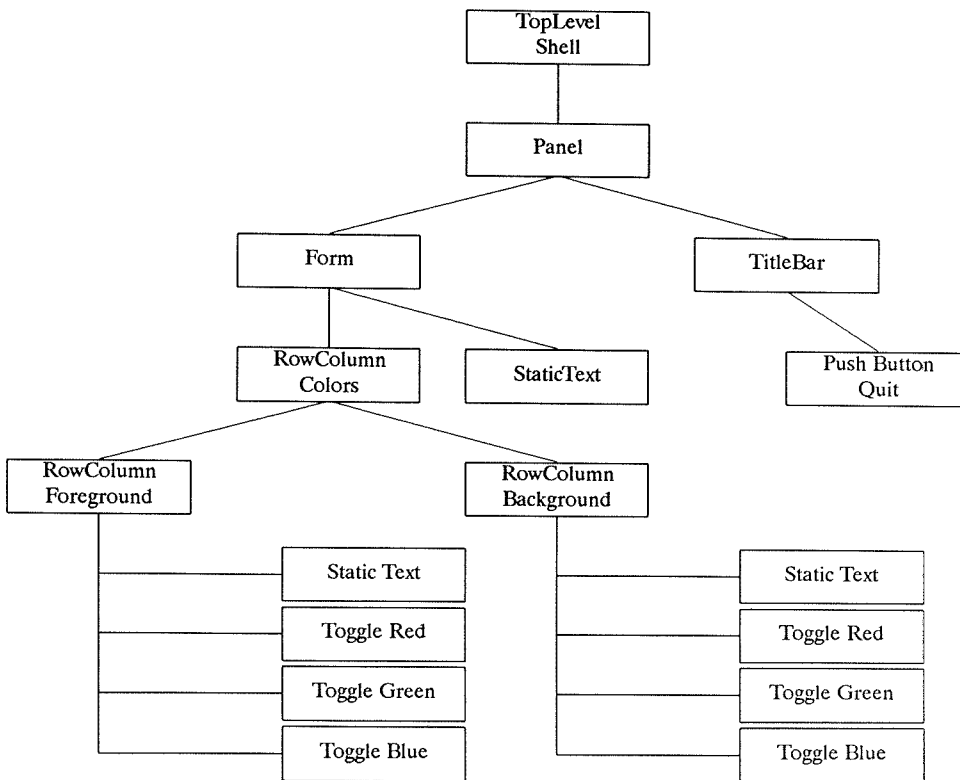 TopLevel
Shell
Panel
Form
TitleBar
RowColumn
Colors
StaticText
Push Button
Quit
RowColumn
Foreground
RowColumn
Background
Static Text
Toggle Red
Toggle Green
Toggle Blue
Static Text
Toggle Red
Toggle Green
Toggle Blue